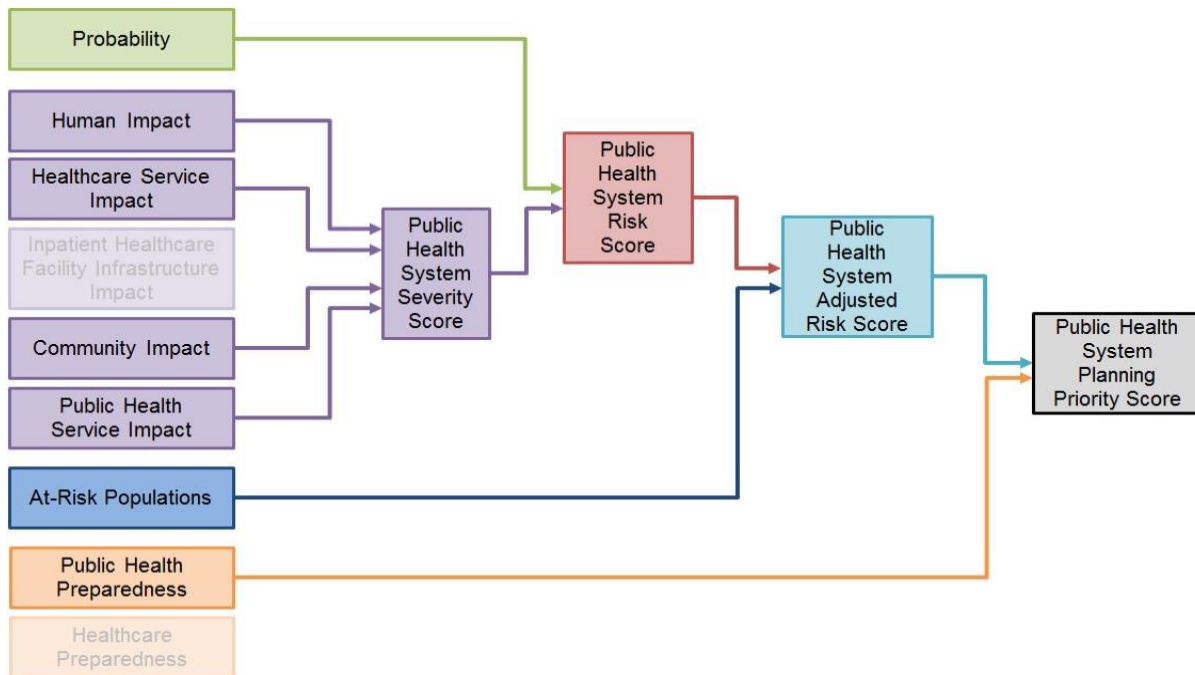 Probability
Human Impact
Healthcare Service
Impact
Inpatient Healthcare
Facility Infrastructure
Impact
Community Impact
Public Health
Service Impact
At-Risk Populations
Public Health
Preparedness
Healthcare
Preparedness
Public
Health
System
Severity
Score
Public
Health
System
Risk
Score
Public
Health
System
Adjusted
Risk Score
Public Health
System
Planning
Priority Score